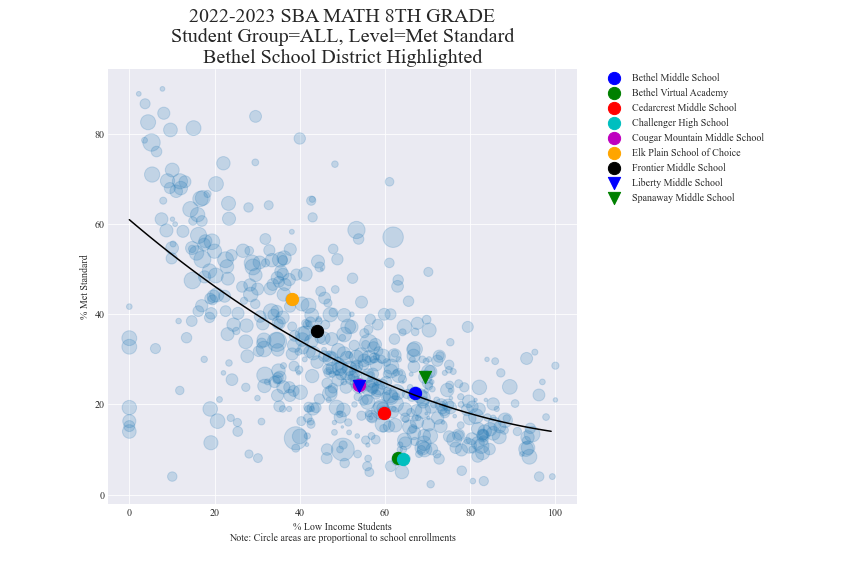 2022-2023 SBA MATH 8TH GRADE
Student Group=ALL, Level=Met Standard
Bethel School District Highlighted
Bethel Middle School
Bethel Virtual Academy
Cedarcrest Middle School
Challenger High School
Cougar Mountain Middle School
Elk Plain School of Choice
Frontier Middle School
Liberty Middle School
Spanaway Middle School
% Met Standard
80
60
40
20
0
0 20 40 60 80 100
% Low Income Students
Note: Circle areas are proportional to school enrollments